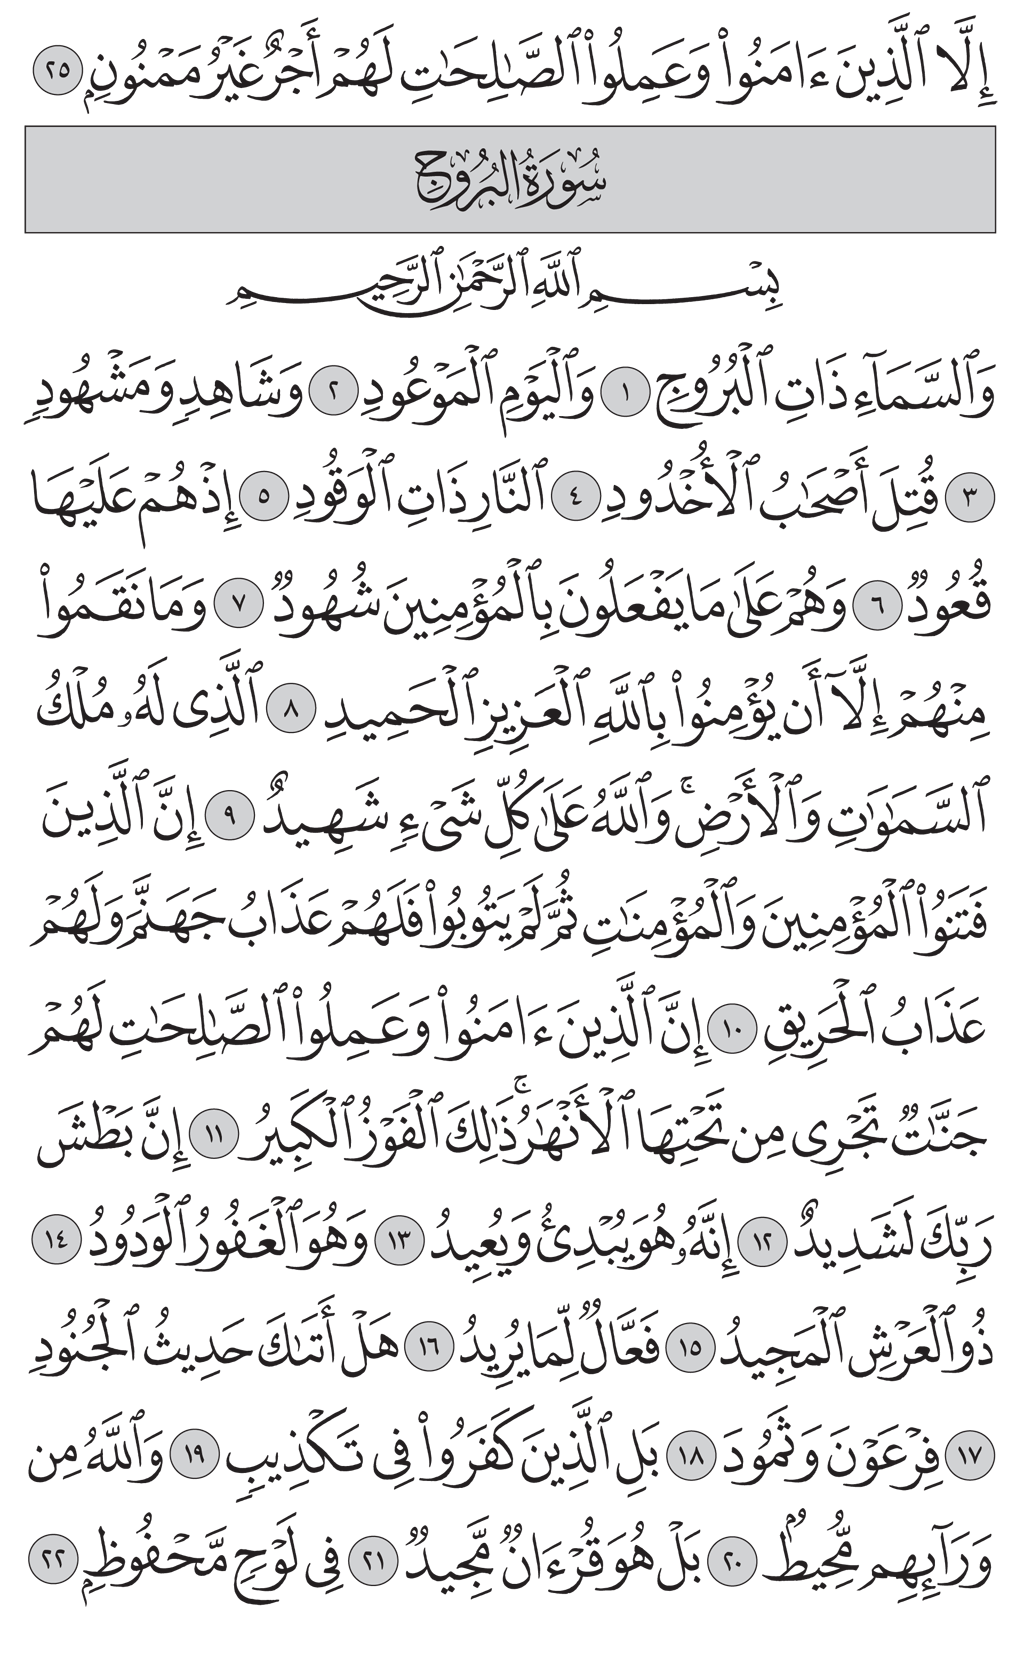 إِلَّا ٱلَّذِينَ ءَامَنُوا۟ وَعَمِلُوا۟ ٱلصَّـٰلِحَـٰتِ لَهُمْ أَجْرٌ غَيْرُ مَمْنُونٍۭ ٢٥
سُورَةُ البُرُوجِ
بِسْمِ ٱللَّهِ ٱلرَّحْمَـٰنِ ٱلرَّحِيمِ
وَٱلسَّمَآءِ ذَاتِ ٱلْبُرُوجِ ١ وَٱلْيَوْمِ ٱلْمَوْعُودِ ٢ وَشَاهِدٍ وَمَشْهُودٍ
٣ قُتِلَ أَصْحَـٰبُ ٱلْأُخْدُودِ ٤ ٱلنَّارِ ذَاتِ ٱلْوَقُودِ ٥ إِذْ هُمْ عَلَيْهَا
قُعُودٌ ٦ وَهُمْ عَلَىٰ مَا يَفْعَلُونَ بِٱلْمُؤْمِنِينَ شُهُودٌ ٧ وَمَا نَقَمُوا۟
مِنْهُمْ إِلَّآ أَن يُؤْمِنُوا۟ بِٱللَّهِ ٱلْعَزِيزِ ٱلْحَمِيدِ ٨ ٱلَّذِى لَهُۥ مُلْكُ
ٱلسَّمَـٰوَٰتِ وَٱلْأَرْضِ ۚ وَٱللَّهُ عَلَىٰ كُلِّ شَىْءٍ شَهِيدٌ ٩ إِنَّ ٱلَّذِينَ
فَتَنُوا۟ ٱلْمُؤْمِنِينَ وَٱلْمُؤْمِنَـٰتِ ثُمَّ لَمْ يَتُوبُوا۟ فَلَهُمْ عَذَابُ جَهَنَّمَ وَلَهُمْ
عَذَابُ ٱلْحَرِيقِ ١٠ إِنَّ ٱلَّذِينَ ءَامَنُوا۟ وَعَمِلُوا۟ ٱلصَّـٰلِحَـٰتِ لَهُمْ
جَنَّـٰتٌ تَجْرِى مِن تَحْتِهَا ٱلْأَنْهَـٰرُ ۚ ذَٰلِكَ ٱلْفَوْزُ ٱلْكَبِيرُ ١١ إِنَّ بَطْشَ
رَبِّكَ لَشَدِيدٌ ١٢ إِنَّهُۥ هُوَ يُبْدِئُ وَيُعِيدُ ١٣ وَهُوَ ٱلْغَفُورُ ٱلْوَدُودُ ١٤
ذُو ٱلْعَرْشِ ٱلْمَجِيدُ ١٥ فَعَّالٌ لِّمَا يُرِيدُ ١٦ هَلْ أَتَىٰكَ حَدِيثُ ٱلْجُنُودِ
١٧ فِرْعَوْنَ وَثَمُودَ ١٨ بَلِ ٱلَّذِينَ كَفَرُوا۟ فِى تَكْذِيبٍ ١٩ وَٱللَّهُ مِن
وَرَآئِهِم مُّحِيطٌۢ ٢٠ بَلْ هُوَ قُرْءَانٌ مَّجِيدٌ ٢١ فِى لَوْحٍ مَّحْفُوظٍۭ ٢٢